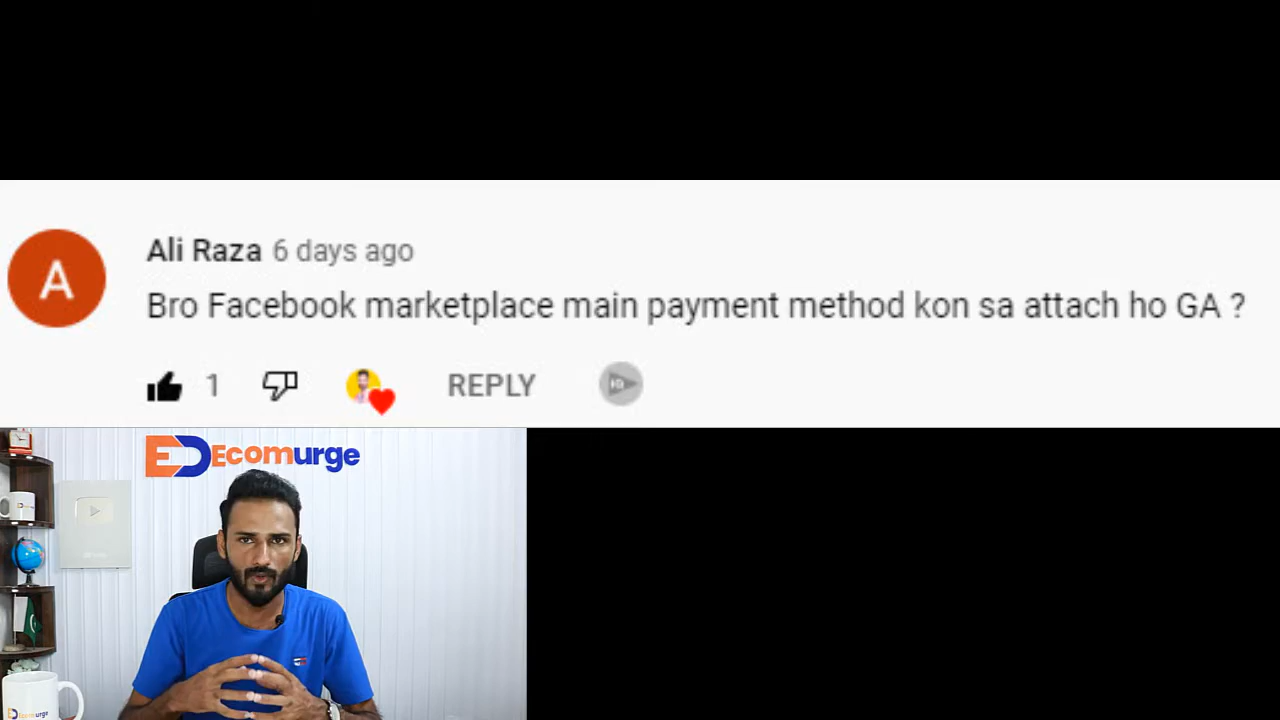 Ali Raza 6 days ago
Bro Facebook marketplace main payment method kon sa attach ho GA ?
1 REPLY
Ecomurge
Ecomurge